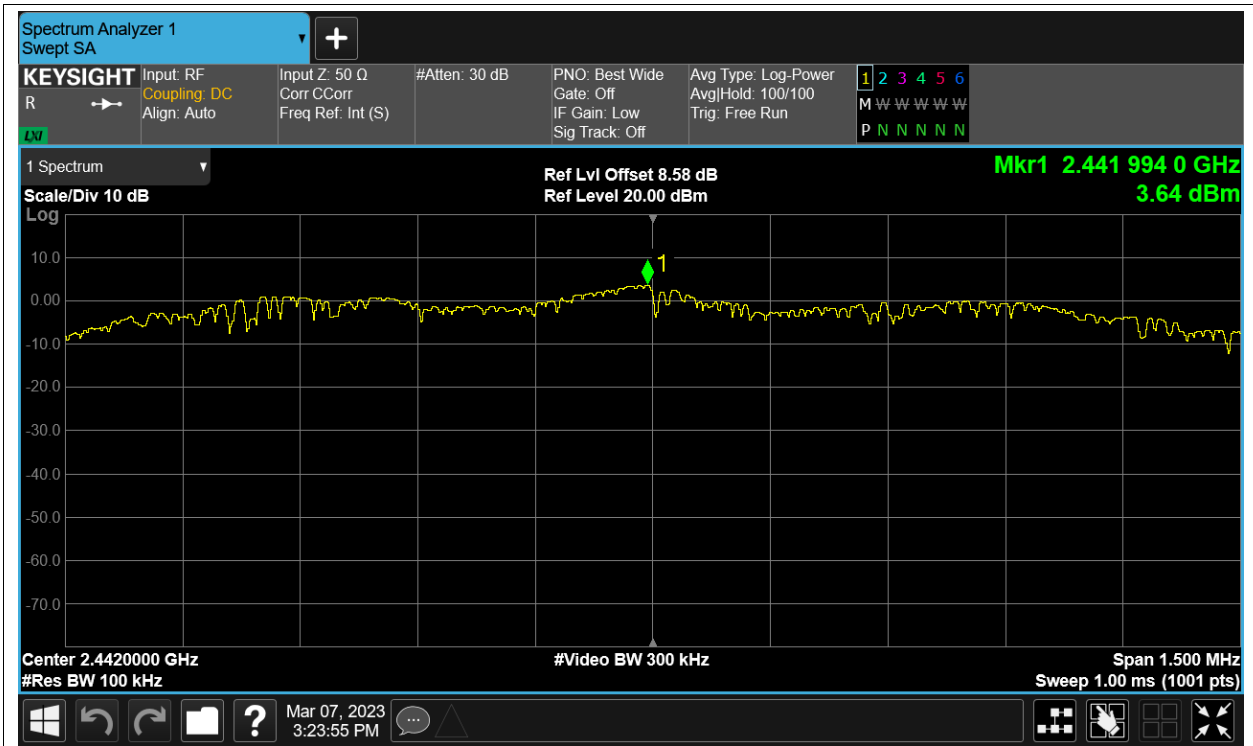 Spectrum Analyzer 1
Swept SA
KEYSIGHT
R
LXI
Input: RF
Coupling: DC
Align: Auto
Input Z: 50 Ω
Corr CCorr
Freq Ref: Int (S)
#Atten: 30 dB
PNO: Best Wide
Gate: Off
IF Gain: Low
Sig Track: Off
Avg Type: Log-Power
Avg|Hold: 100/100
Trig: Free Run
1 2 3 4 5 6
M W W W W W
P N N N N N
1 Spectrum
Scale/Div 10 dB
Log
Ref Lvl Offset 8.58 dB
Ref Level 20.00 dBm
Mkr1 2.441 994 0 GHz
3.64 dBm
1
10.0
0.00
-10.0
-20.0
-30.0
-40.0
-50.0
-60.0
-70.0
Center 2.4420000 GHz
#Res BW 100 kHz
#Video BW 300 kHz
Span 1.500 MHz
Sweep 1.00 ms (1001 pts)
?
Mar 07, 2023
3:23:55 PM